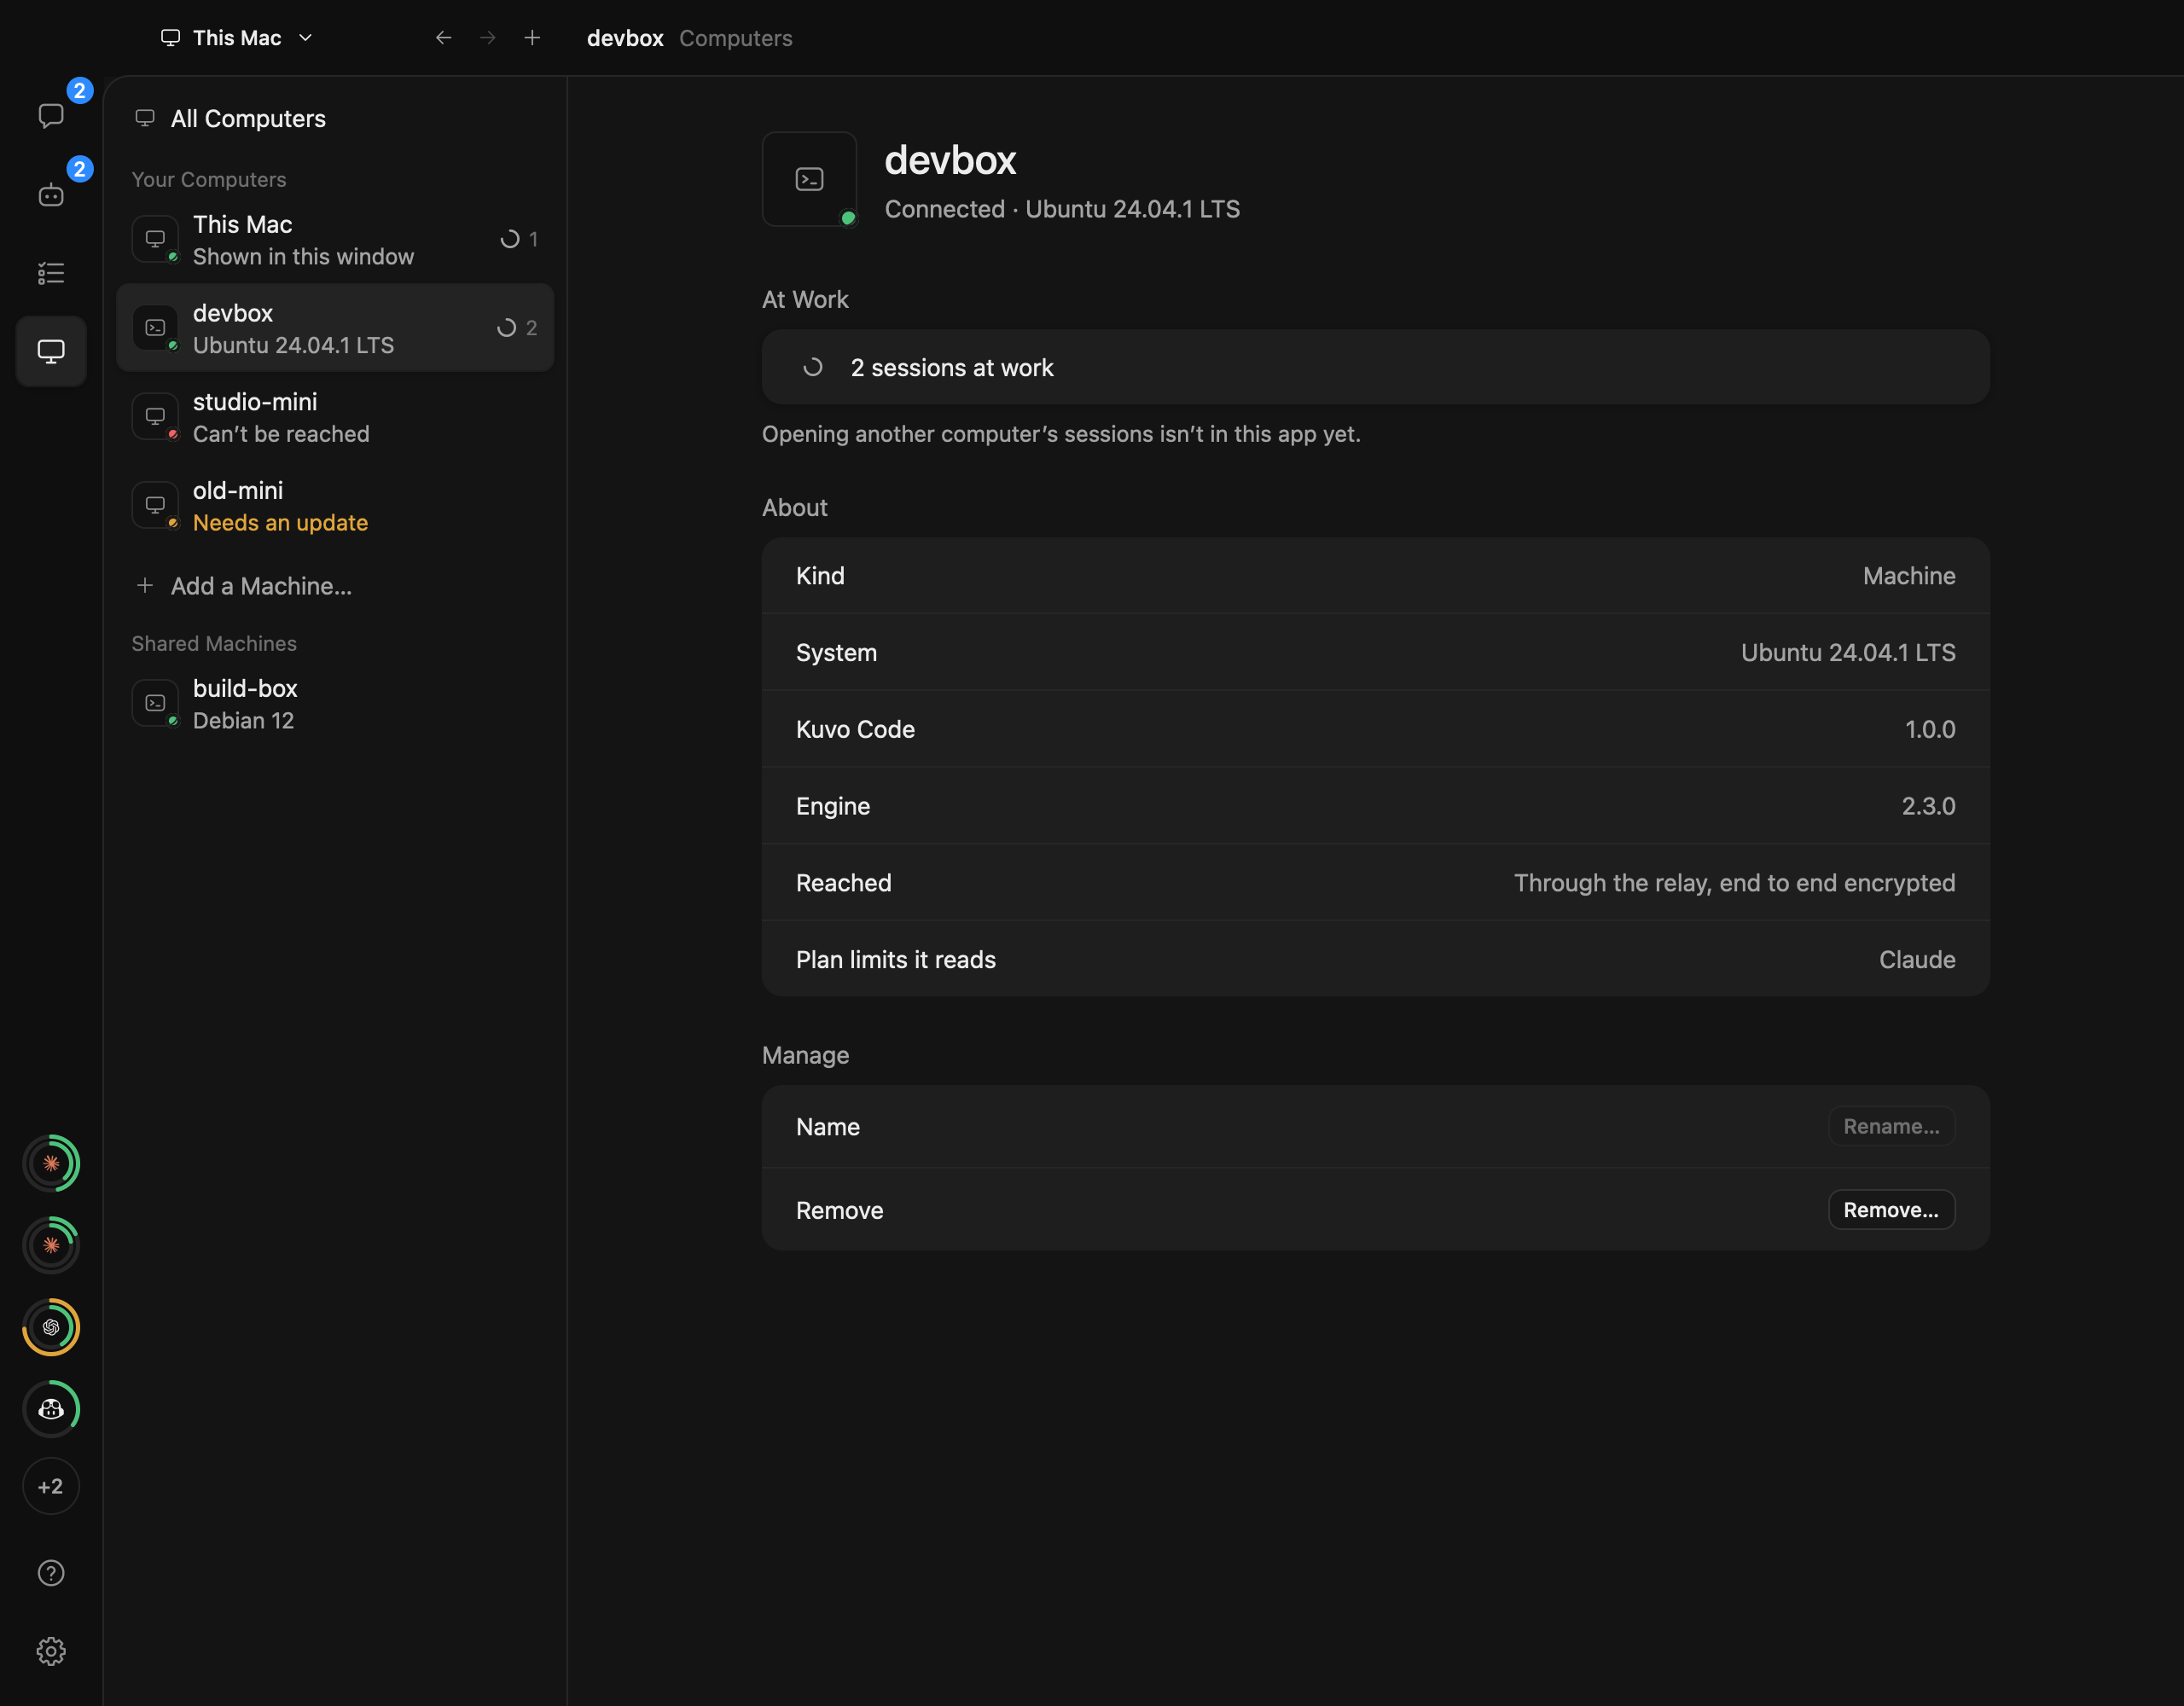 This Mac
devbox Computers
2
2
All Computers
Your Computers
This Mac
Shown in this window
1
devbox
Ubuntu 24.04.1 LTS
2
studio-mini
Can’t be reached
old-mini
Needs an update
Add a Machine...
Shared Machines
build-box
Debian 12
+2
devbox
Connected · Ubuntu 24.04.1 LTS
At Work
2 sessions at work
Opening another computer’s sessions isn’t in this app yet.
About
Kind Machine
System Ubuntu 24.04.1 LTS
Kuvo Code 1.0.0
Engine 2.3.0
Reached Through the relay, end to end encrypted
Plan limits it reads Claude
Manage
Name Rename...
Remove Remove...